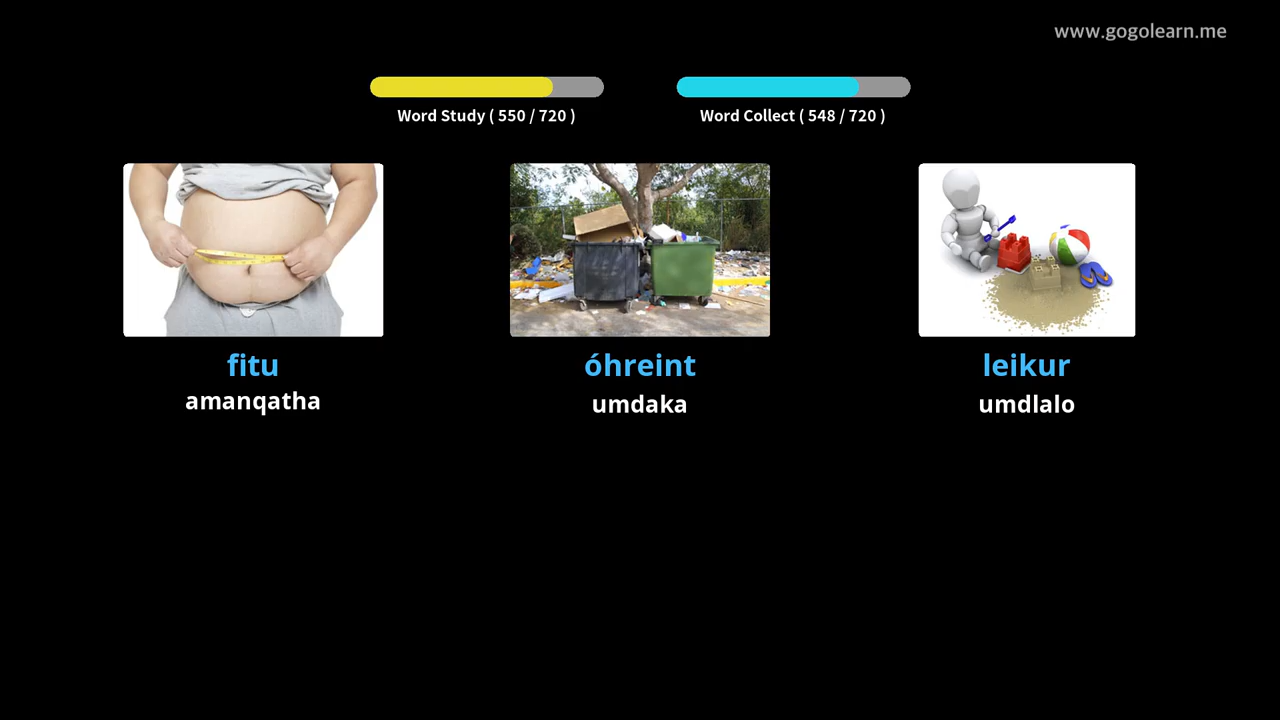 www.gogolearn.me
Word Study ( 550 / 720 )
Word Collect ( 548 / 720 )
fitu
amanqatha
óhreint
umdaka
leikur
umdlalo